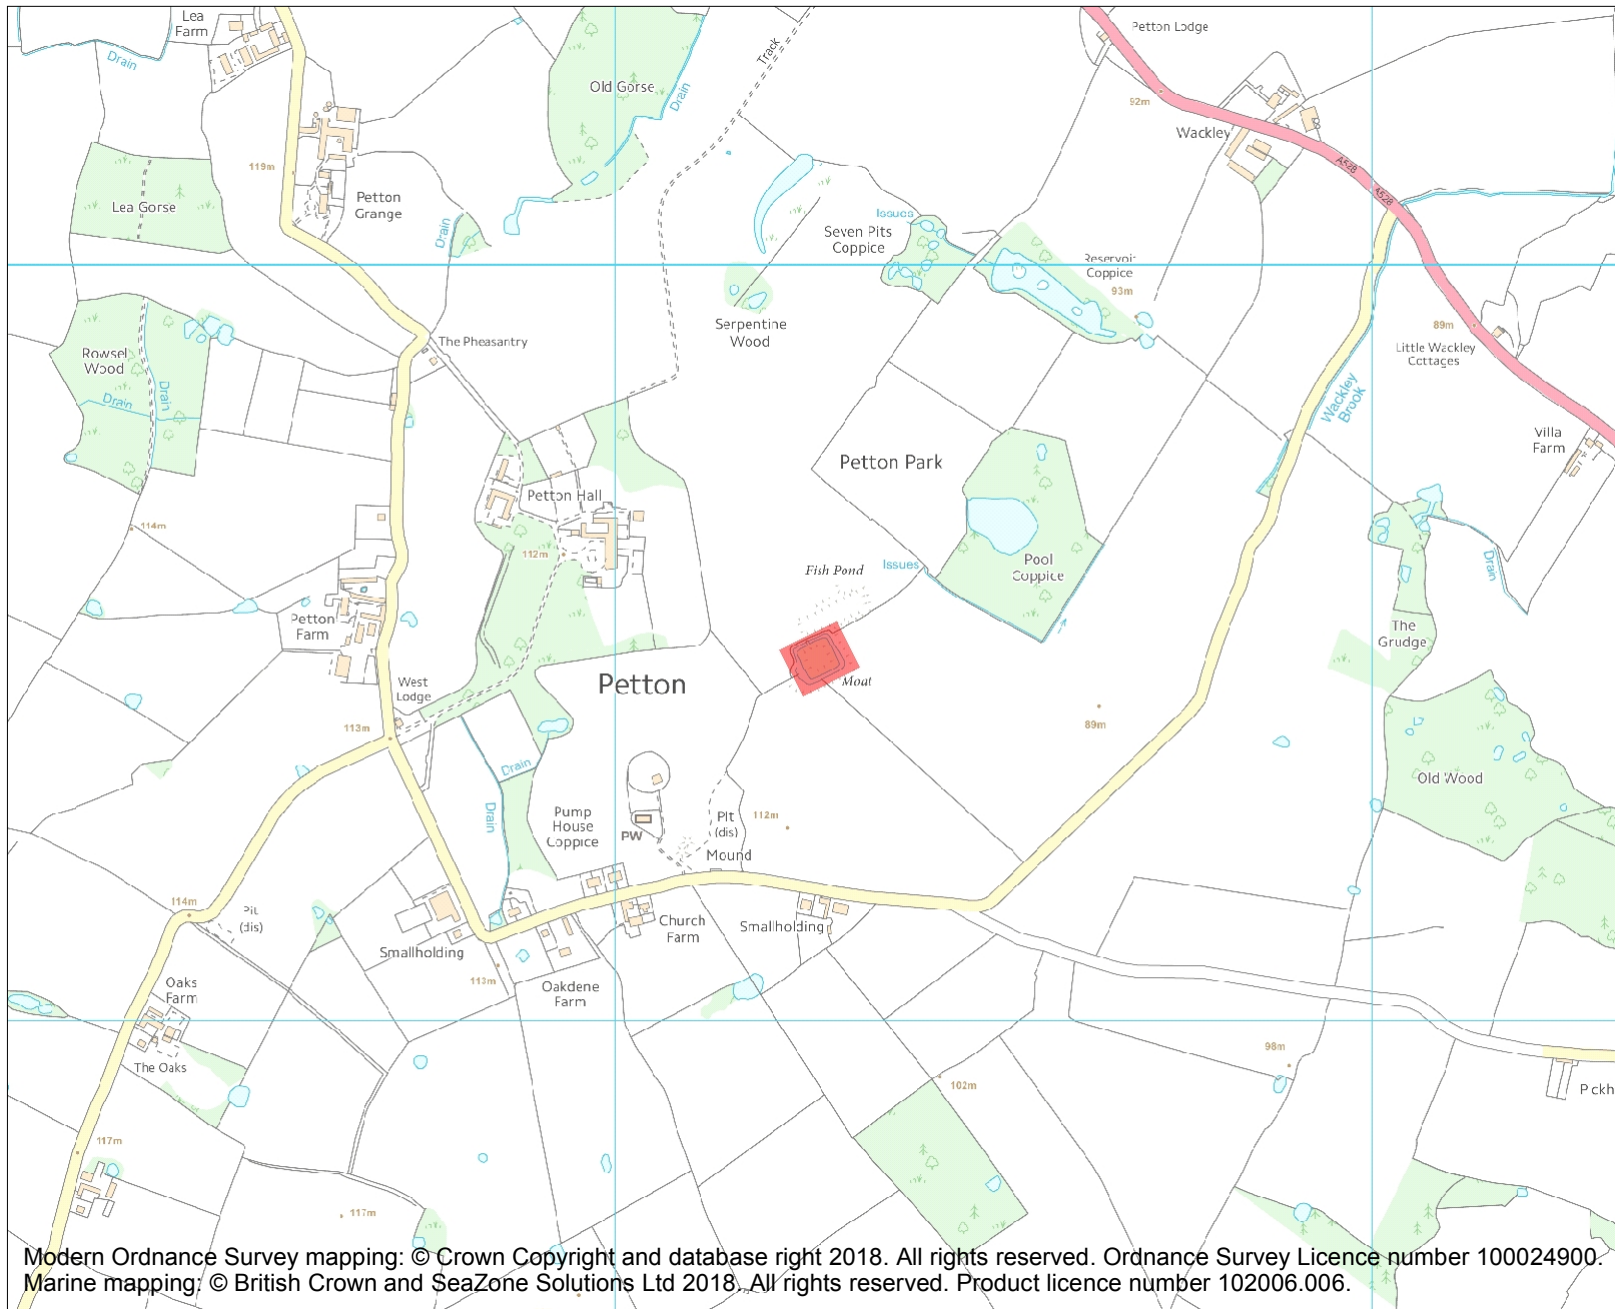 Lea
Farm
Drain
Old Gorse
Drain
Track
Petton Lodge
92m
Wackley
A528
A528
119m
Lea Gorse
Petton
Grange
Drain
Issues
Seven Pits
Coppice
Reservoir
Coppice
93m
Serpentine
Wood
89m
Little Wackley
Cottages
The Pheasantry
Rowsel
Wood
Drain
Drain
Wackley
Brook
Villa
Farm
Petton Park
Petton Hall
114m
112m
Fish Pond
Issues
Pool
Coppice
Drain
Petton
Farm
The
Grudge
West
Lodge
Petton
Moat
113m
89m
Old Wood
Drain
Drain
Pump
House
Coppice
PW
Pit
(dis)
112m
Mound
114m
Pit
(dis)
Smallholding
Church
Farm
Smallholding
113m
Oakdene
Farm
Oaks
Farm
The Oaks
98m
102m
Pickh
117m
117m
Modern Ordnance Survey mapping: © Crown Copyright and database right 2018. All rights reserved. Ordnance Survey Licence number 100024900.
Marine mapping: © British Crown and SeaZone Solutions Ltd 2018. All rights reserved. Product licence number 102006.006.